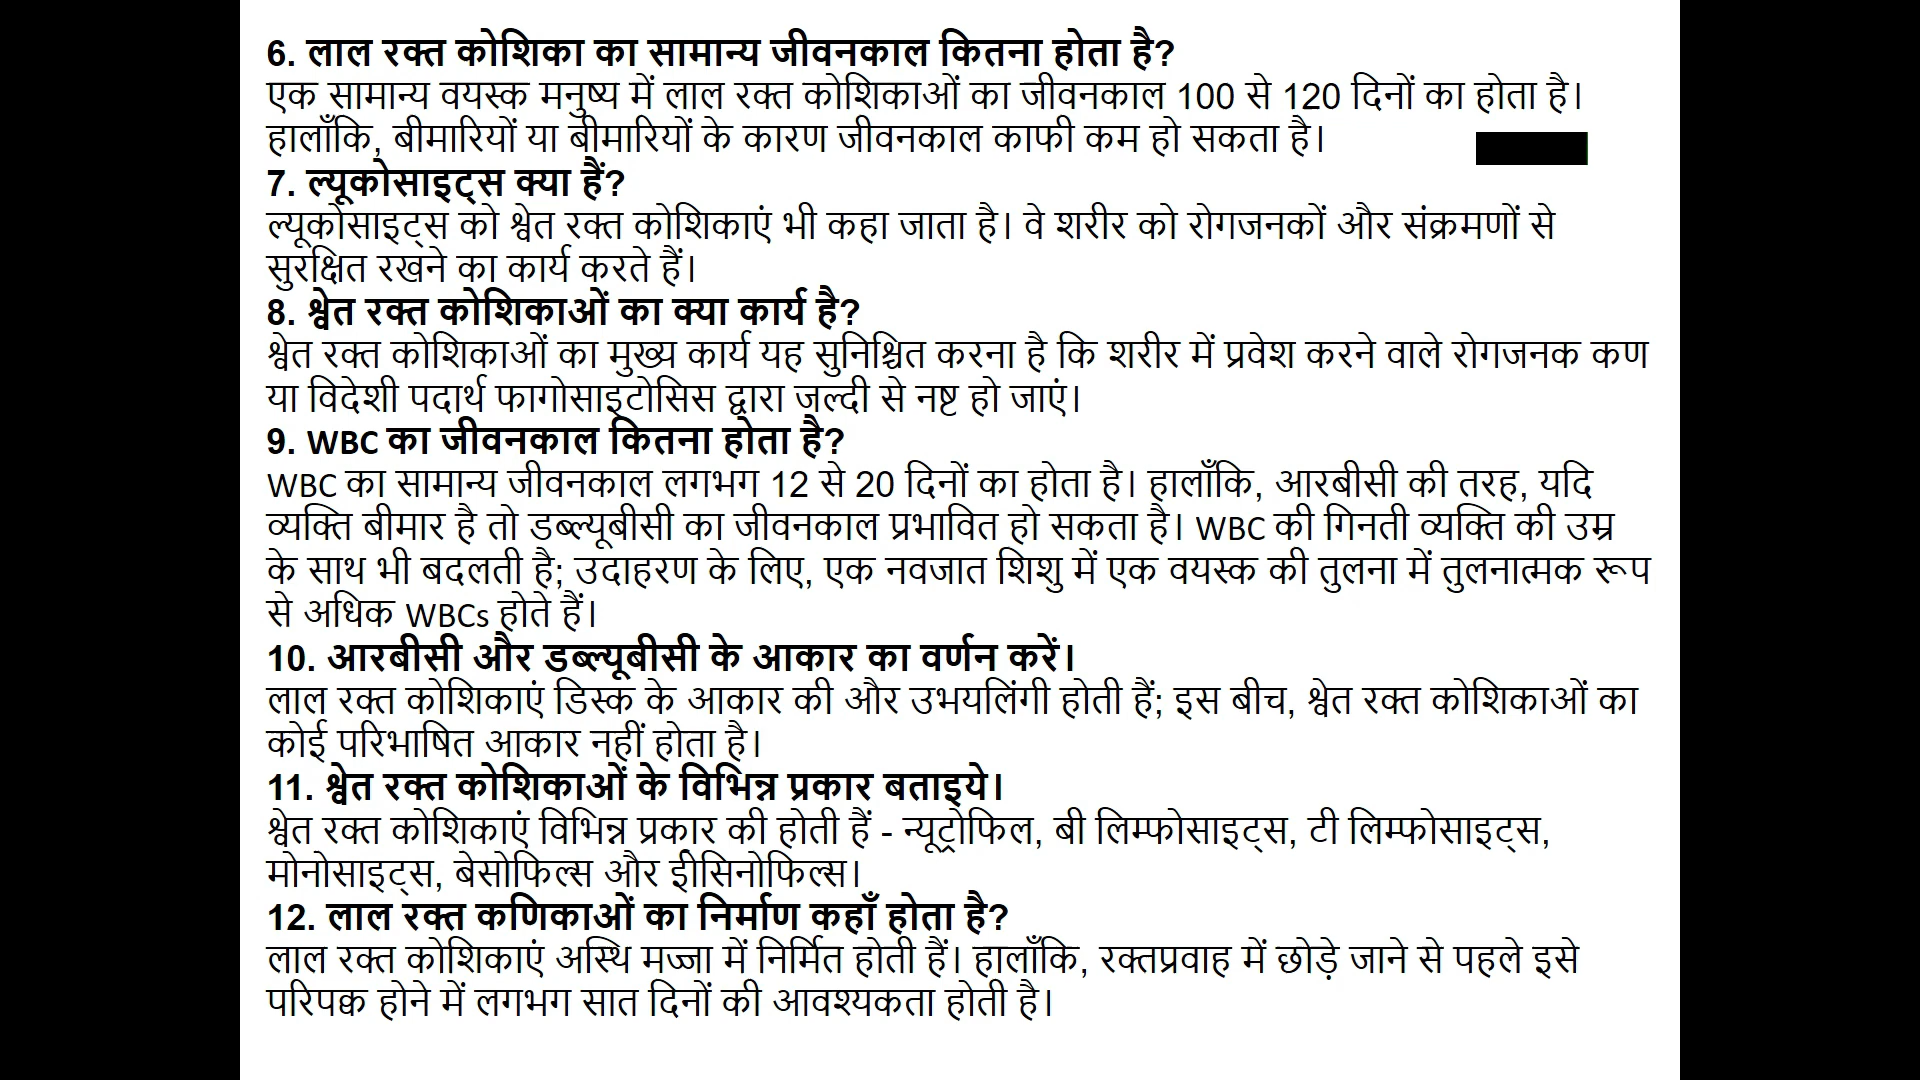 6. लाल रक्त कोशिका का सामान्य जीवनकाल कितना होता है?
एक सामान्य वयस्क मनुष्य में लाल रक्त कोशिकाओं का जीवनकाल 100 से 120 दिनों का होता है।
हालाँकि, बीमारियों या बीमारियों के कारण जीवनकाल काफी कम हो सकता है।
7. ल्यूकोसाइट्स क्या हैं?
ल्यूकोसाइट्स को श्वेत रक्त कोशिकाएं भी कहा जाता है। वे शरीर को रोगजनकों और संक्रमणों से
सुरक्षित रखने का कार्य करते हैं।
8. श्वेत रक्त कोशिकाओं का क्या कार्य है?
श्वेत रक्त कोशिकाओं का मुख्य कार्य यह सुनिश्चित करना है कि शरीर में प्रवेश करने वाले रोगजनक कण
या विदेशी पदार्थ फागोसाइटोसिस द्वारा जल्दी से नष्ट हो जाएं।
9. WBC का जीवनकाल कितना होता है?
WBC का सामान्य जीवनकाल लगभग 12 से 20 दिनों का होता है। हालाँकि, आरबीसी की तरह, यदि
व्यक्ति बीमार है तो डब्ल्यूबीसी का जीवनकाल प्रभावित हो सकता है। WBC की गिनती व्यक्ति की उम्र
के साथ भी बदलती है; उदाहरण के लिए, एक नवजात शिशु में एक वयस्क की तुलना में तुलनात्मक रूप
से अधिक WBCs होते हैं।
10. आरबीसी और डब्ल्यूबीसी के आकार का वर्णन करें।
लाल रक्त कोशिकाएं डिस्क के आकार की और उभयलिंगी होती हैं; इस बीच, श्वेत रक्त कोशिकाओं का
कोई परिभाषित आकार नहीं होता है।
11. श्वेत रक्त कोशिकाओं के विभिन्न प्रकार बताइये।
श्वेत रक्त कोशिकाएं विभिन्न प्रकार की होती हैं - न्यूट्रोफिल, बी लिम्फोसाइट्स, टी लिम्फोसाइट्स,
मोनोसाइट्स, बेसोफिल्स और ईोसिनोफिल्स।
12. लाल रक्त कणिकाओं का निर्माण कहाँ होता है?
लाल रक्त कोशिकाएं अस्थि मज्जा में निर्मित होती हैं। हालाँकि, रक्तप्रवाह में छोड़े जाने से पहले इसे
परिपक्व होने में लगभग सात दिनों की आवश्यकता होती है।